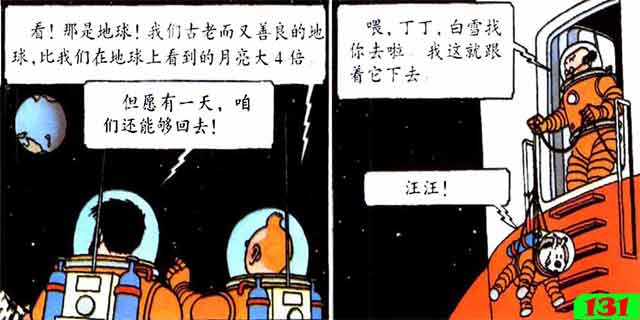 看！那是地球！我们古老而又善良的地
球，比我们在地球上看到的月亮大4倍。
但愿有一天，咱
们还能够回去！
喂，丁丁，白雪找
你去啦。我这就跟
着它下去。
汪汪！
131